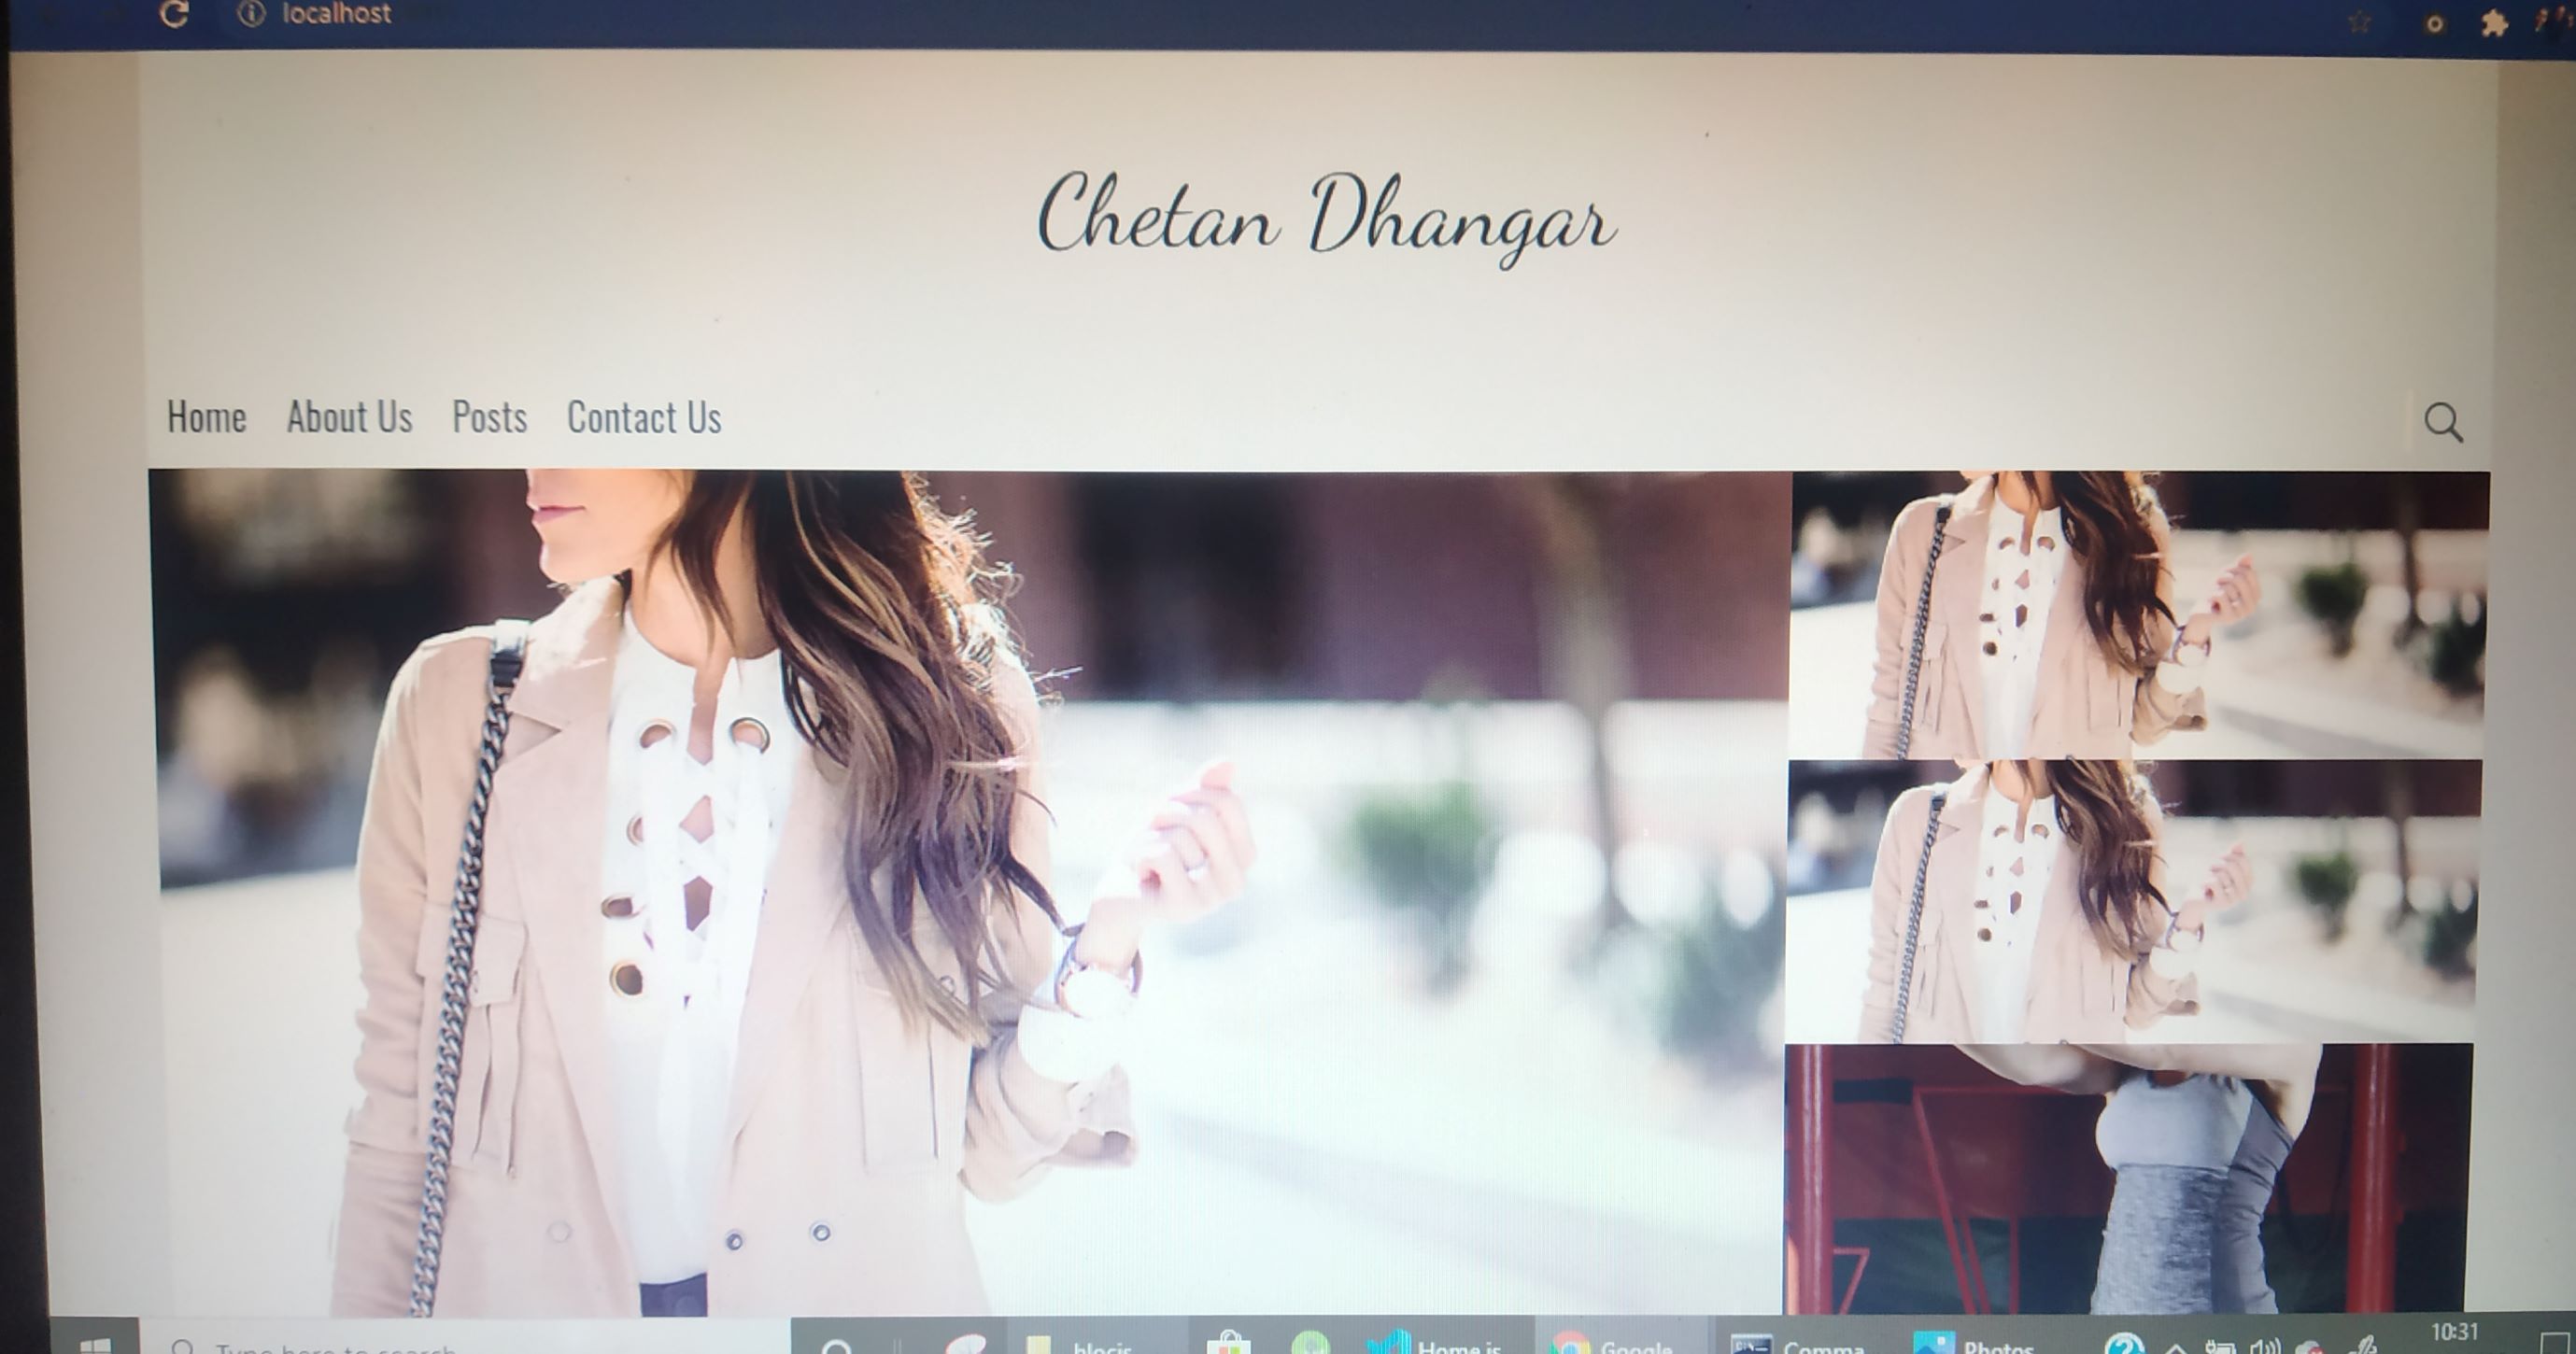 localhost
Chetan Dhangar
Home About Us Posts Contact Us
Type here to search
blocis
Home.js
Google
Comma
Photos
10:31